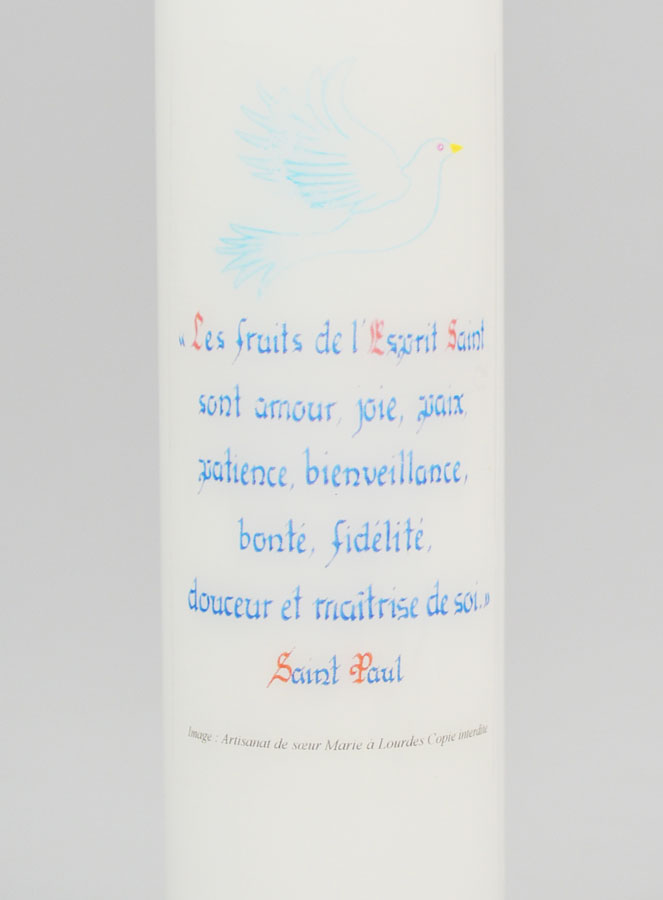 « Les fruits de l'Esprit Saint
sont amour, joie, paix,
patience, bienveillance,
bonté, fidélité,
douceur et maîtrise de soi.»
Saint Paul
Image : Artisanat de sœur Marie à Lourdes Copie interdite